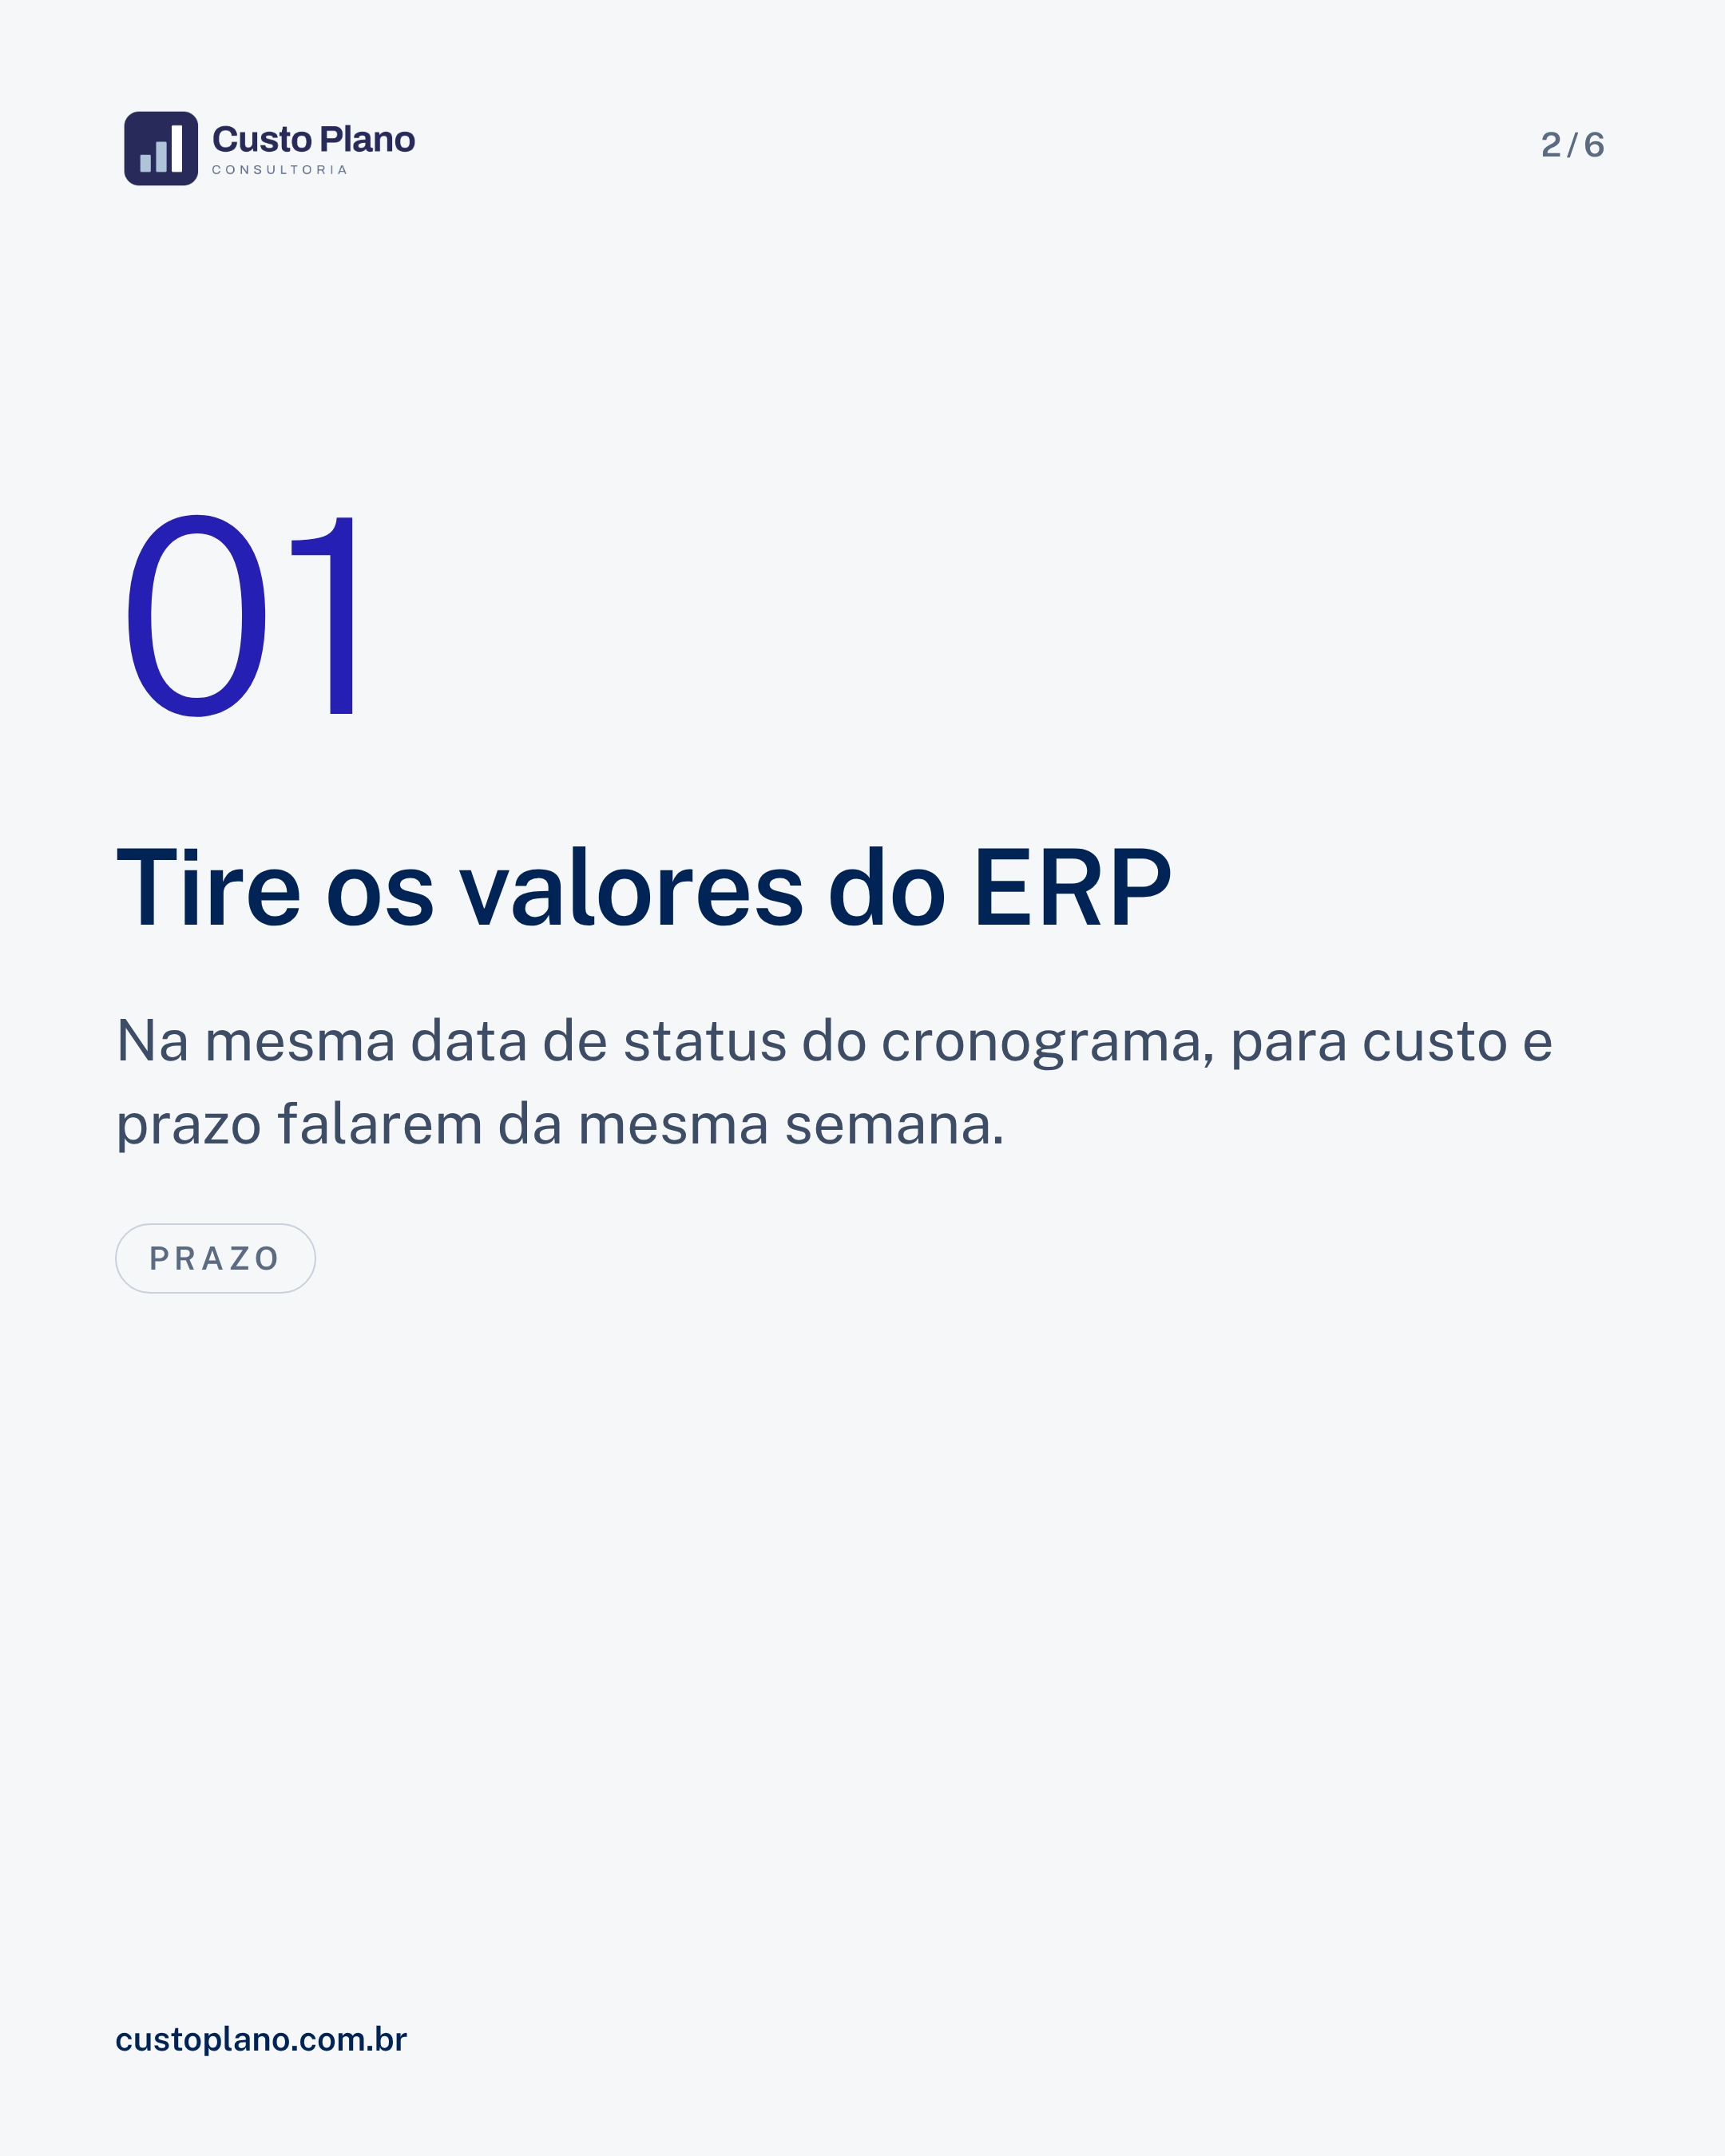 Custo Plano
CONSULTORIA
2/6
01
Tire os valores do ERP
Na mesma data de status do cronograma, para custo e
prazo falarem da mesma semana.
PRAZO
custoplano.com.br